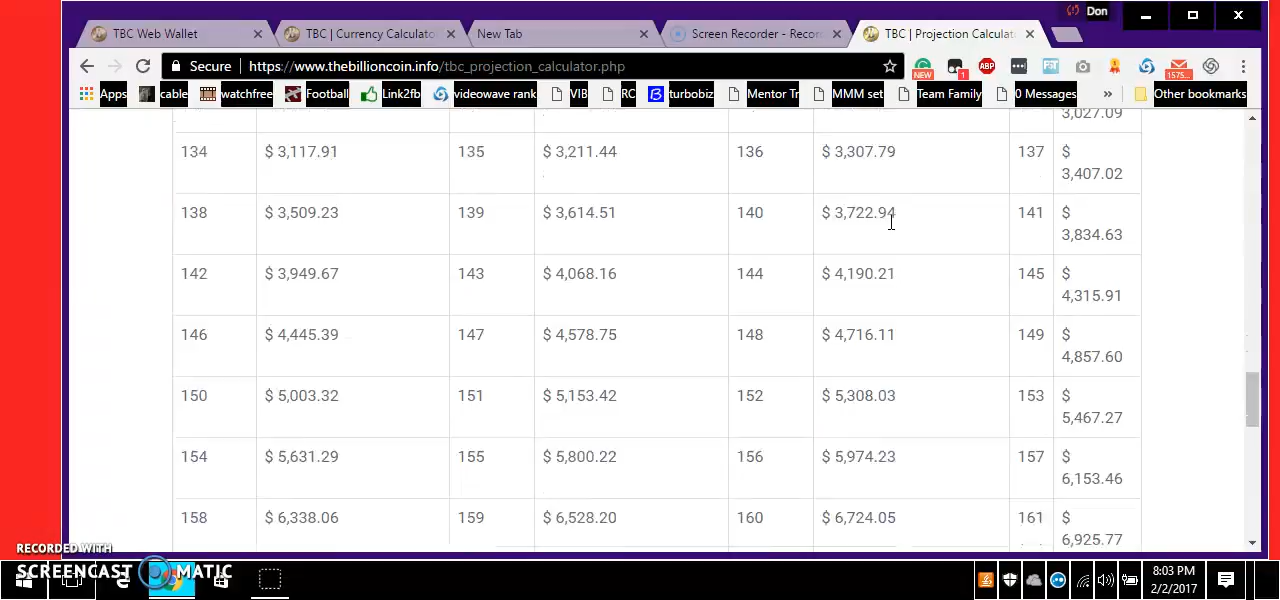 Don
TBC Web Wallet
TBC | Currency Calculato
New Tab
Screen Recorder - Recor
TBC | Projection Calculat
Secure
https://www.thebillioncoin.info/tbc_projection_calculator.php
NEW
1
ABP
1575...
Apps
cable
watchfree
Football
Link2fb
videowave rank
VIB
RC
turbobiz
Mentor Tr
MMM set
Team Family
0 Messages
»
Other bookmarks
3,027.09
134 $ 3,117.91 135 $ 3,211.44 136 $ 3,307.79 137 $
3,407.02
138 $ 3,509.23 139 $ 3,614.51 140 $ 3,722.94 141 $
3,834.63
142 $ 3,949.67 143 $ 4,068.16 144 $ 4,190.21 145 $
4,315.91
146 $ 4,445.39 147 $ 4,578.75 148 $ 4,716.11 149 $
4,857.60
150 $ 5,003.32 151 $ 5,153.42 152 $ 5,308.03 153 $
5,467.27
154 $ 5,631.29 155 $ 5,800.22 156 $ 5,974.23 157 $
6,153.46
158 $ 6,338.06 159 $ 6,528.20 160 $ 6,724.05 161 $
6,925.77
RECORDED WITH
SCREENCAST MATIC
8:03 PM
2/2/2017